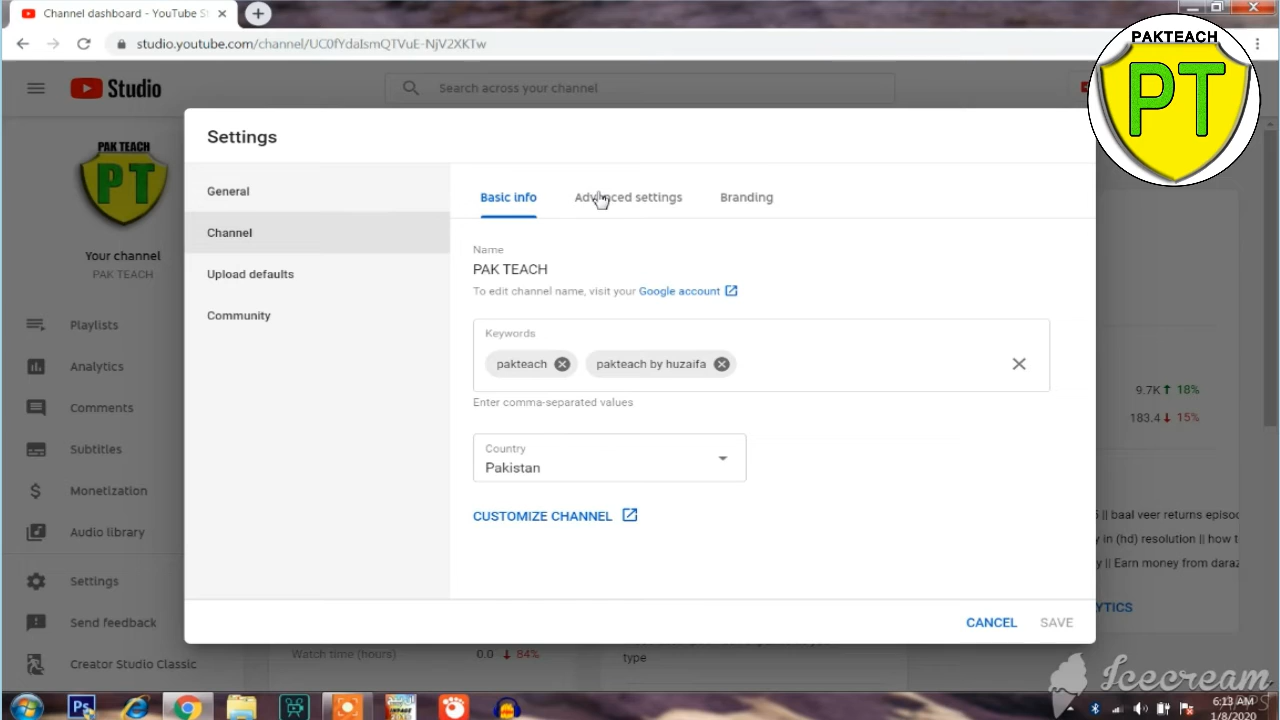 Channel dashboard - YouTube St
studio.youtube.com/channel/UC0fYdaIsmQTVuE-NjV2XKTw
PAKTEACH
PT
Studio
Search across your channel
Settings
PAK TEACH
PT
Your channel
PAK TEACH
Playlists
Analytics
Comments
Subtitles
Monetization
Audio library
Settings
Send feedback
Creator Studio Classic
General
Channel
Upload defaults
Community
Basic info
Advanced settings
Branding
Name
PAK TEACH
To edit channel name, visit your Google account
Keywords
pakteach
pakteach by huzaifa
Enter comma-separated values
Country
Pakistan
CUSTOMIZE CHANNEL
CANCEL
SAVE
9.7K 18%
183.4 15%
|| baal veer returns episo
y in (hd) resolution || how t
y || Earn money from daraz
YTICS
Watch time (hours)
0.0 84%
type
Icecream
APPS
Ps
6:13 AM
1/8/2020